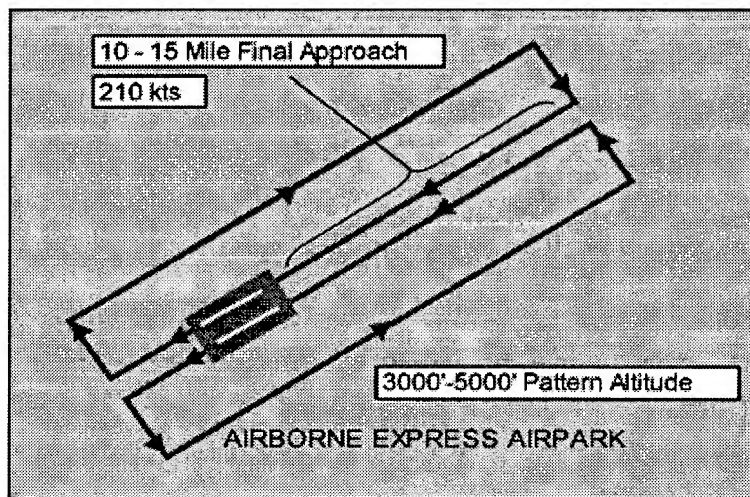 10 - 15 Mile Final Approach
210 kts
3000'-5000' Pattern Altitude
AIRBORNE EXPRESS AIRPARK